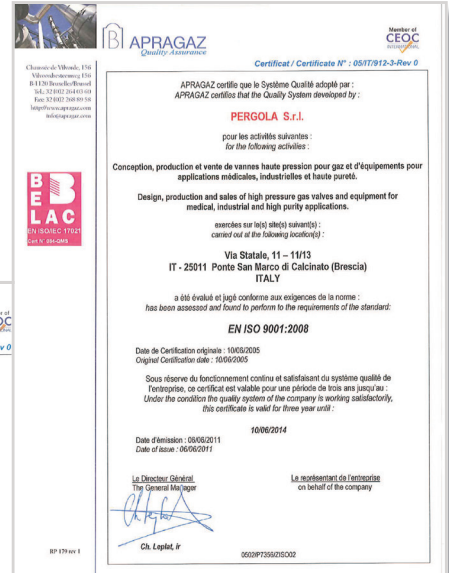 B APRAGAZ
Quality Assurance
Member of
CEOC
INTERNATIONAL
Certificat / Certificate N° : 05/IT/912-3-Rev 0
Chaussée de Vilvorde, 156
Vilvoordsesteenweg, 156
B-1120 Bruxelles/Brussel
Tel.: 32 (0)2 264 03 60
Fax: 32 (0)2 268 89 58
http://www.apragaz.com
info@apragaz.com
APRAGAZ certifie que le Système Qualité adopté par :
APRAGAZ certifies that the Quality System developed by :
PERGOLA S.r.l.
pour les activités suivantes :
for the following activities :
Conception, production et vente de vannes haute pression pour gaz et d'équipements pour
applications médicales, industrielles et haute pureté.
Design, production and sales of high pressure gas valves and equipment for
medical, industrial and high purity applications.
BELAC
EN ISO/IEC 17021
Cert N° 894-QMS
exercées sur le(s) site(s) suivant(s) :
carried out at the following location(s) :
Via Statale, 11 – 11/13
IT - 25011 Ponte San Marco di Calcinato (Brescia)
ITALY
a été évalué et jugé conforme aux exigences de la norme :
has been assessed and found to perform to the requirements of the standard:
EN ISO 9001:2008
Date de Certification originale : 10/06/2005
Original Certification date : 10/06/2005
Sous réserve du fonctionnement continu et satisfaisant du système qualité de
l'entreprise, ce certificat est valable pour une période de trois ans jusqu'au :
Under the condition the quality system of the company is working satisfactorily,
this certificate is valid for three year until :
10/06/2014
Date d'émission : 06/06/2011
Date of issue : 06/06/2011
Le Directeur Général
The General Manager
Le représentant de l'entreprise
on behalf of the company
Ch. Leplat, ir
RP 179 rev 1
0502/P7356/ZISO02